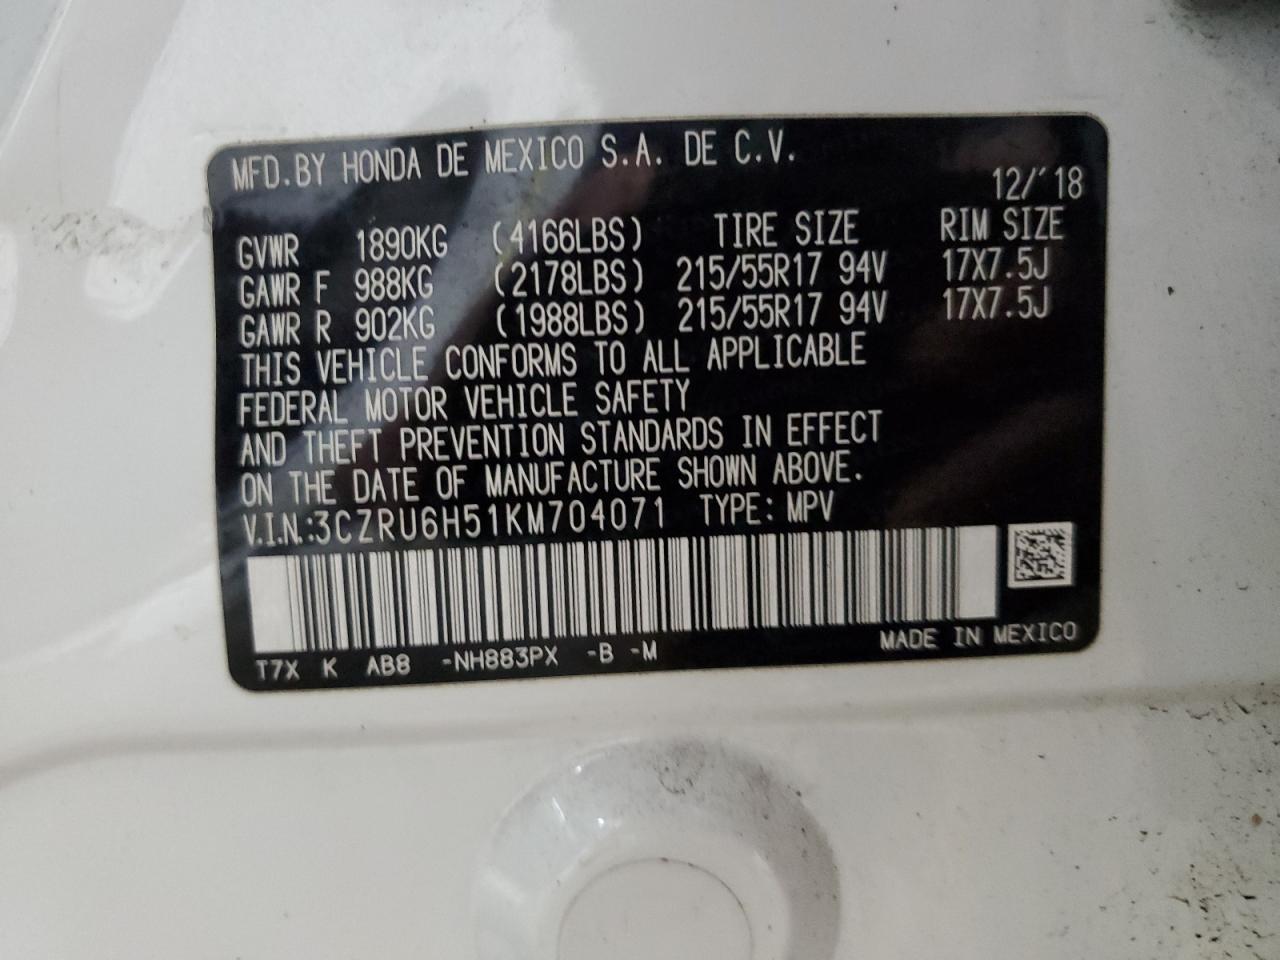 MFD.BY HONDA DE MEXICO S.A. DE C.V.
12/'18
GVWR 1890KG (4166LBS) TIRE SIZE RIM SIZE
GAWR F 988KG (2178LBS) 215/55R17 94V 17X7.5J
GAWR R 902KG (1988LBS) 215/55R17 94V 17X7.5J
THIS VEHICLE CONFORMS TO ALL APPLICABLE
FEDERAL MOTOR VEHICLE SAFETY
AND THEFT PREVENTION STANDARDS IN EFFECT
ON THE DATE OF MANUFACTURE SHOWN ABOVE.
V.I.N.:3CZRU6H51KM704071 TYPE: MPV
T7X K AB8 -NH883PX -B -M MADE IN MEXICO